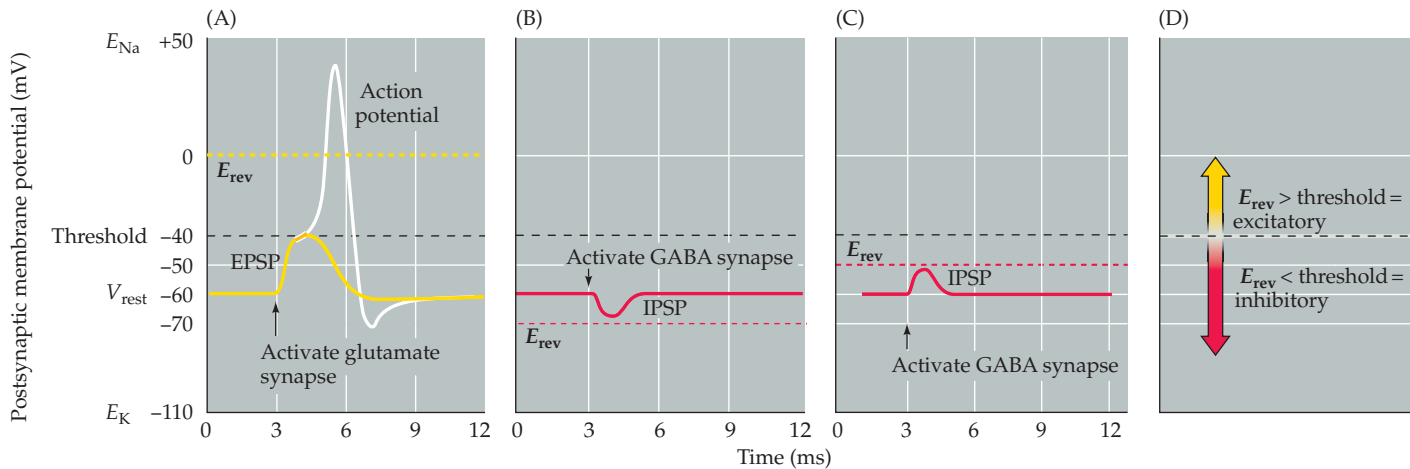 (A)
(B)
(C)
(D)
Postsynaptic membrane potential (mV)
E_Na +50
0
Threshold −40
−50
V_rest −60
−70
E_K −110
Action
potential
E_rev
EPSP
Activate glutamate
synapse
0 3 6 9 12
Activate GABA synapse
IPSP
E_rev
0 3 6 9 12
E_rev
IPSP
Activate GABA synapse
0 3 6 9 12
E_rev > threshold =
excitatory
E_rev < threshold =
inhibitory
Time (ms)